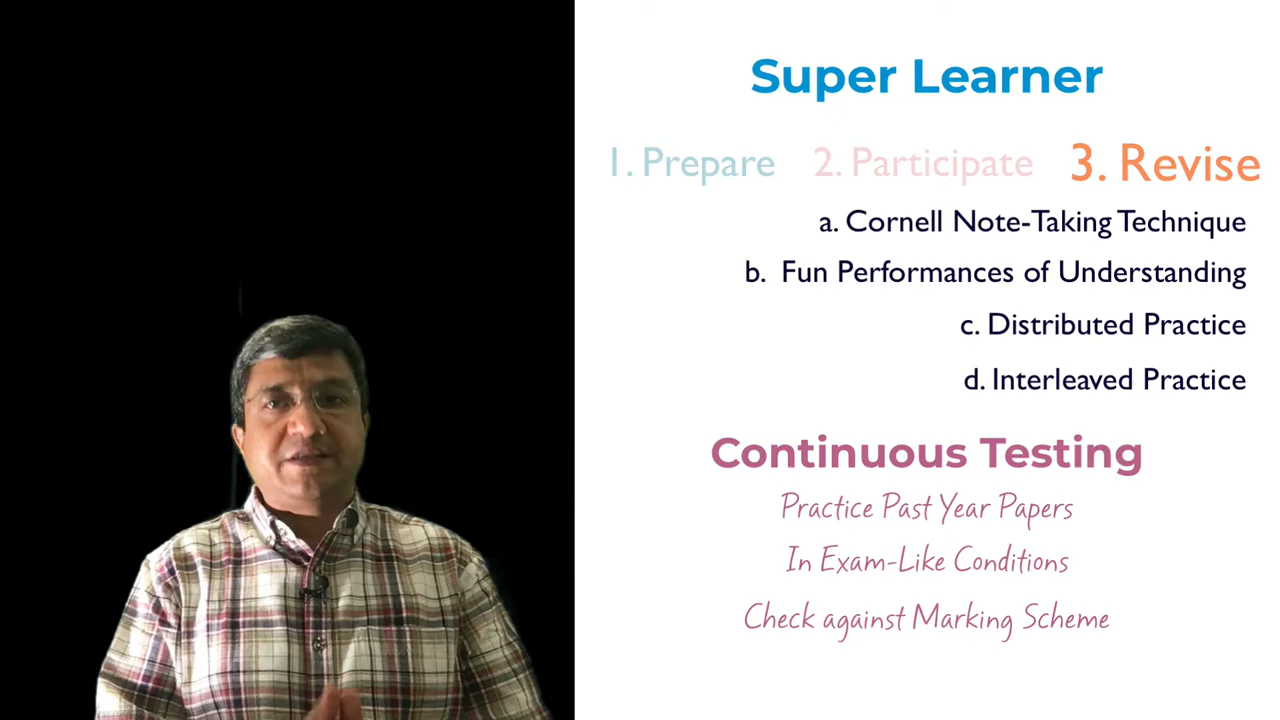 Super Learner
1. Prepare 2. Participate 3. Revise
a. Cornell Note-Taking Technique
b. Fun Performances of Understanding
c. Distributed Practice
d. Interleaved Practice
Continuous Testing
Practice Past Year Papers
In Exam-Like Conditions
Check against Marking Scheme